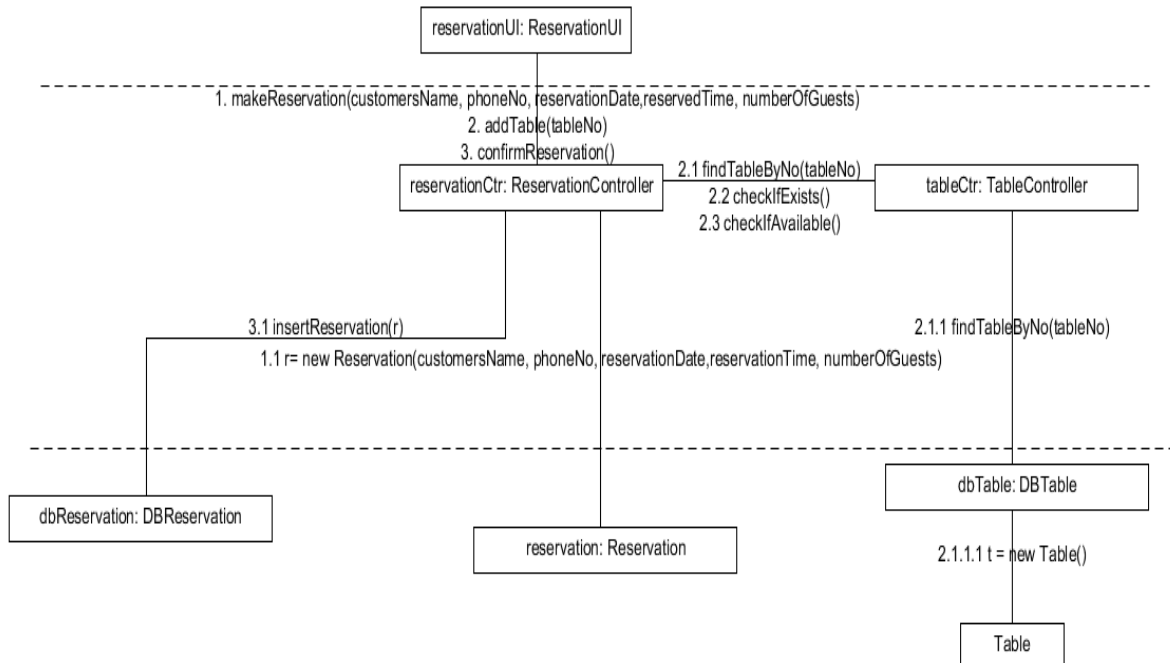 reservationUI: ReservationUI
1. makeReservation(customersName, phoneNo, reservationDate,reservedTime, numberOfGuests)
2. addTable(tableNo)
3. confirmReservation()
reservationCtr: ReservationController
2.1 findTableByNo(tableNo)
2.2 checkIfExists()
2.3 checkIfAvailable()
tableCtr: TableController
3.1 insertReservation(r)
2.1.1 findTableByNo(tableNo)
1.1 r= new Reservation(customersName, phoneNo, reservationDate,reservationTime, numberOfGuests)
dbReservation: DBReservation
reservation: Reservation
dbTable: DBTable
2.1.1.1 t = new Table()
Table